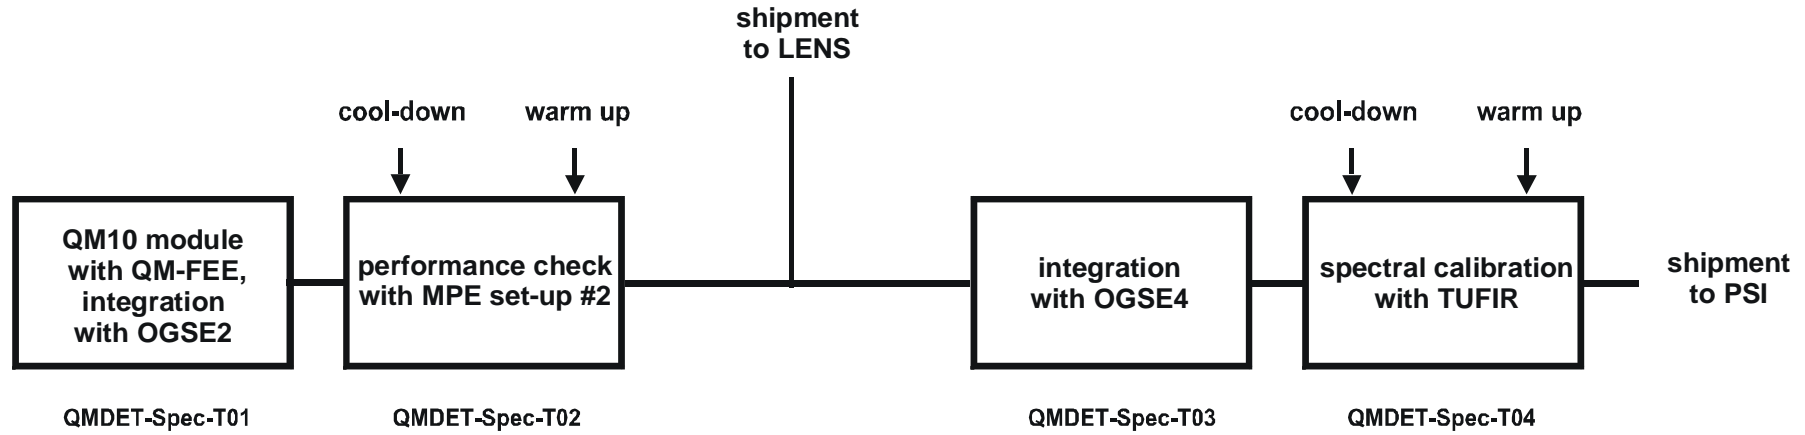 shipment
to LENS
cool-down
warm up
cool-down
warm up
QM10 module
with QM-FEE,
integration
with OGSE2
performance check
with MPE set-up #2
integration
with OGSE4
spectral calibration
with TUFIR
shipment
to PSI
QMDET-Spec-T01
QMDET-Spec-T02
QMDET-Spec-T03
QMDET-Spec-T04